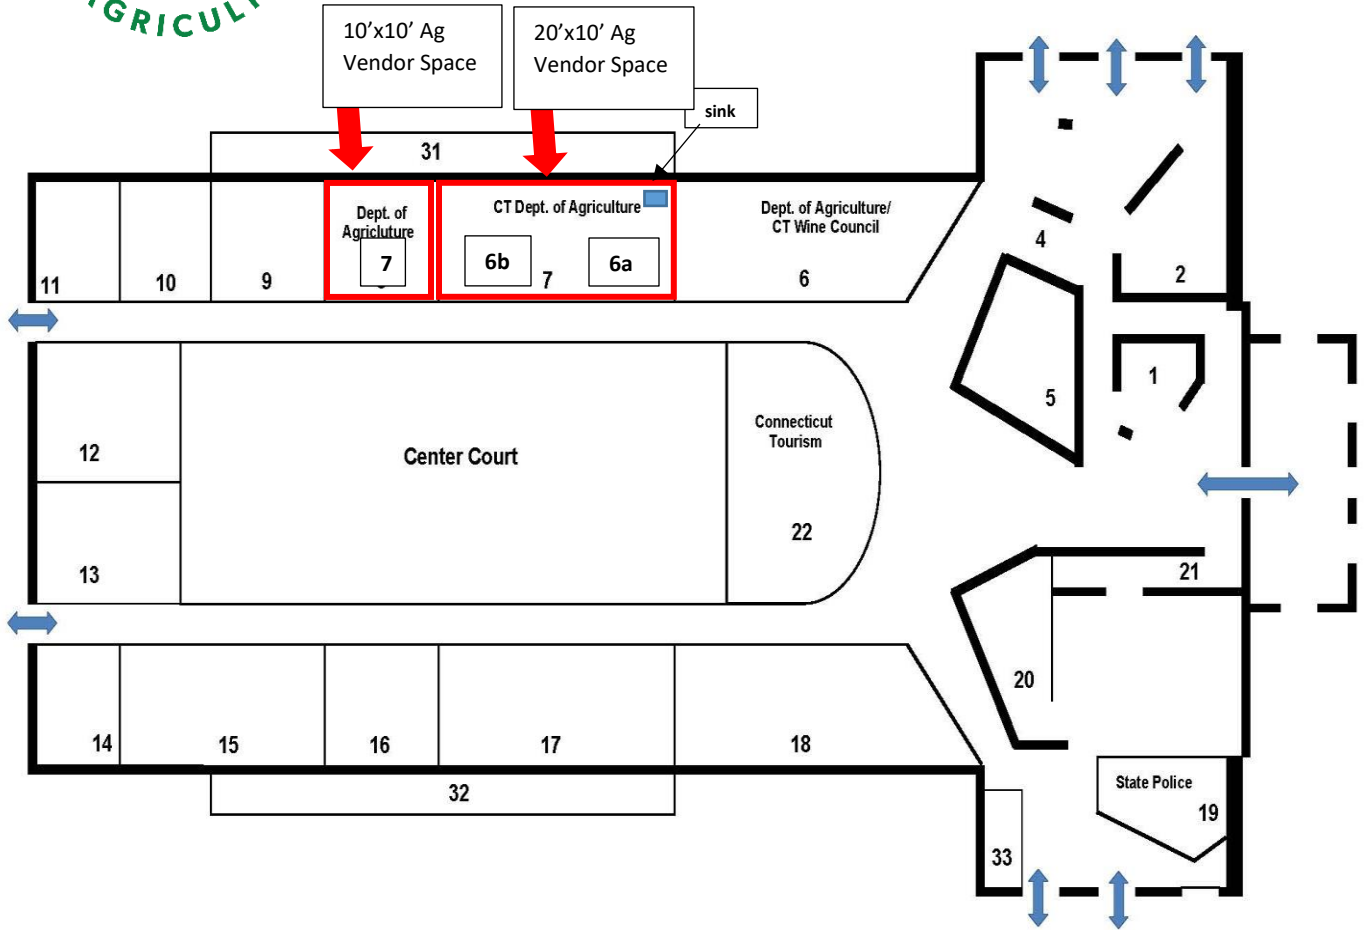 AGRICUL
10’x10’ Ag
Vendor Space
20’x10’ Ag
Vendor Space
sink
31
Dept. of
Agricluture
7
CT Dept. of Agriculture
6b
7
6a
Dept. of Agriculture/
CT Wine Council
6
11
10
9
4
2
5
1
12
13
Center Court
Connecticut
Tourism
22
21
20
14
15
16
17
18
32
State Police
19
33